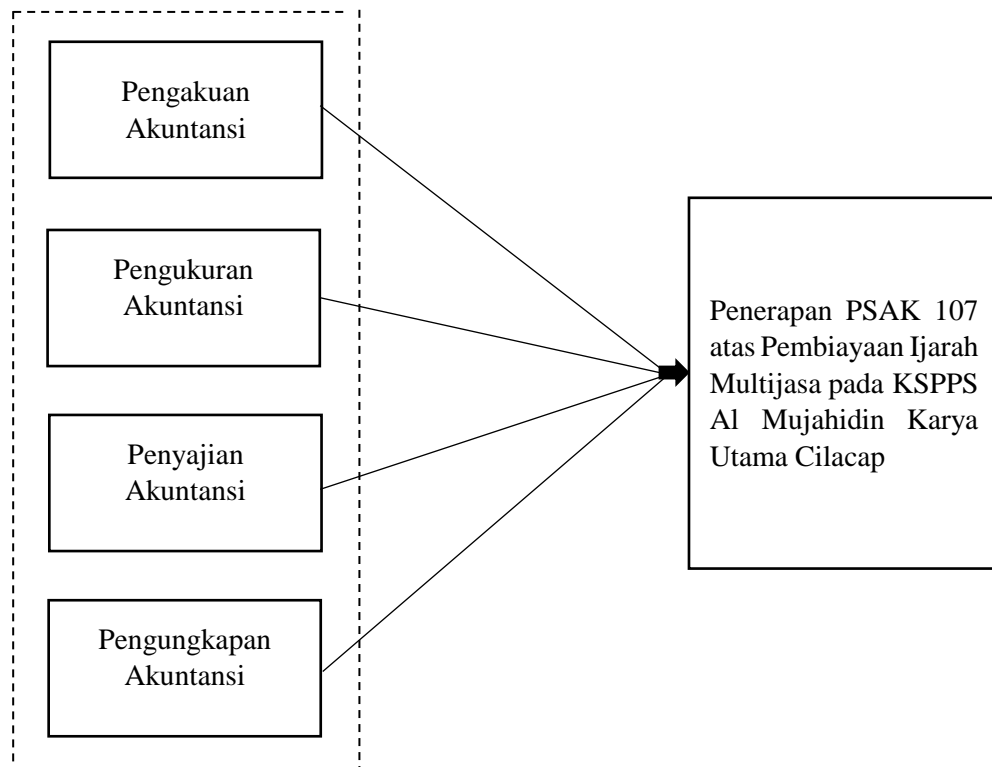 Pengakuan
Akuntansi
Pengukuran
Akuntansi
Penyajian
Akuntansi
Pengungkapan
Akuntansi
Penerapan PSAK 107
atas Pembiayaan Ijarah
Multijasa pada KSPPS
Al Mujahidin Karya
Utama Cilacap